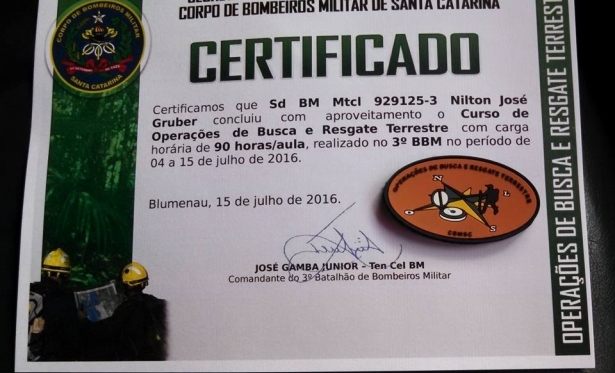 CORPO DE BOMBEIROS MILITAR DE SANTA CATARINA
CERTIFICADO
Certificamos que Sd BM Mtcl 929125-3 Nilton José
Gruber concluiu com aproveitamento o Curso de
Operações de Busca e Resgate Terrestre com carga
horária de 90 horas/aula, realizado no 3º BBM no período de
04 a 15 de julho de 2016.
Blumenau, 15 de julho de 2016.
JOSÉ GAMBA JUNIOR - Ten Cel BM
Comandante do 3º Batalhão de Bombeiros Militar
CORPO DE BOMBEIROS MILITAR
SANTA CATARINA
OPERAÇÕES DE BUSCA E RESGATE TERRESTRE
N
L
S
O
CBMSC
OPERAÇÕES DE BUSCA E RESGATE TERREST